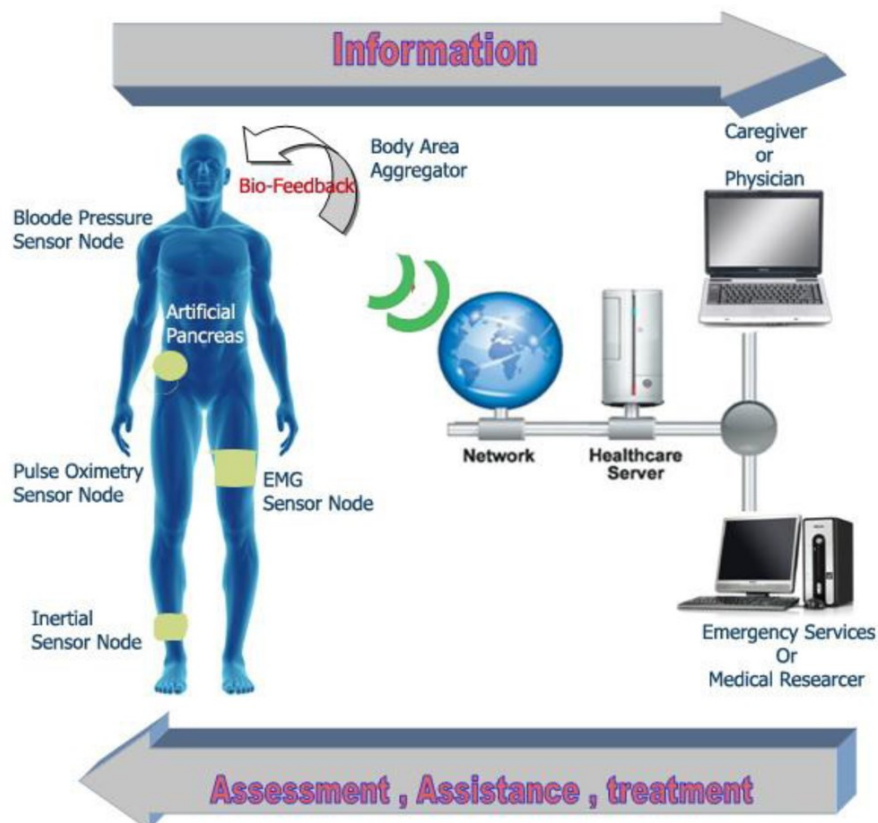 Information
Caregiver
or
Physician
Body Area
Aggregator
Bio-Feedback
Bloode Pressure
Sensor Node
Artificial
Pancreas
Network
Healthcare
Server
Pulse Oximetry
Sensor Node
EMG
Sensor Node
Inertial
Sensor Node
Emergency Services
Or
Medical Researcer
Assessment , Assistance , treatment